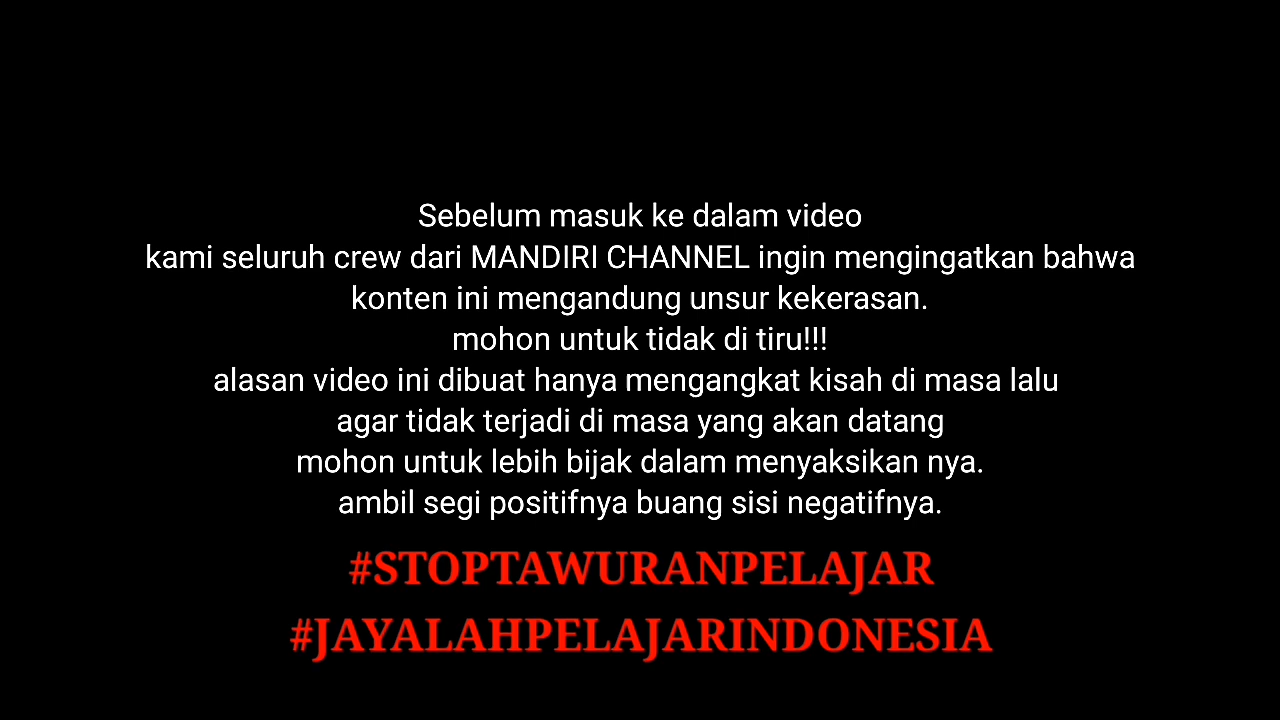 Sebelum masuk ke dalam video
kami seluruh crew dari MANDIRI CHANNEL ingin mengingatkan bahwa
konten ini mengandung unsur kekerasan.
mohon untuk tidak di tiru!!!
alasan video ini dibuat hanya mengangkat kisah di masa lalu
agar tidak terjadi di masa yang akan datang
mohon untuk lebih bijak dalam menyaksikan nya.
ambil segi positifnya buang sisi negatifnya.
#STOPTAWURANPELAJAR
#JAYALAHPELAJARINDONESIA